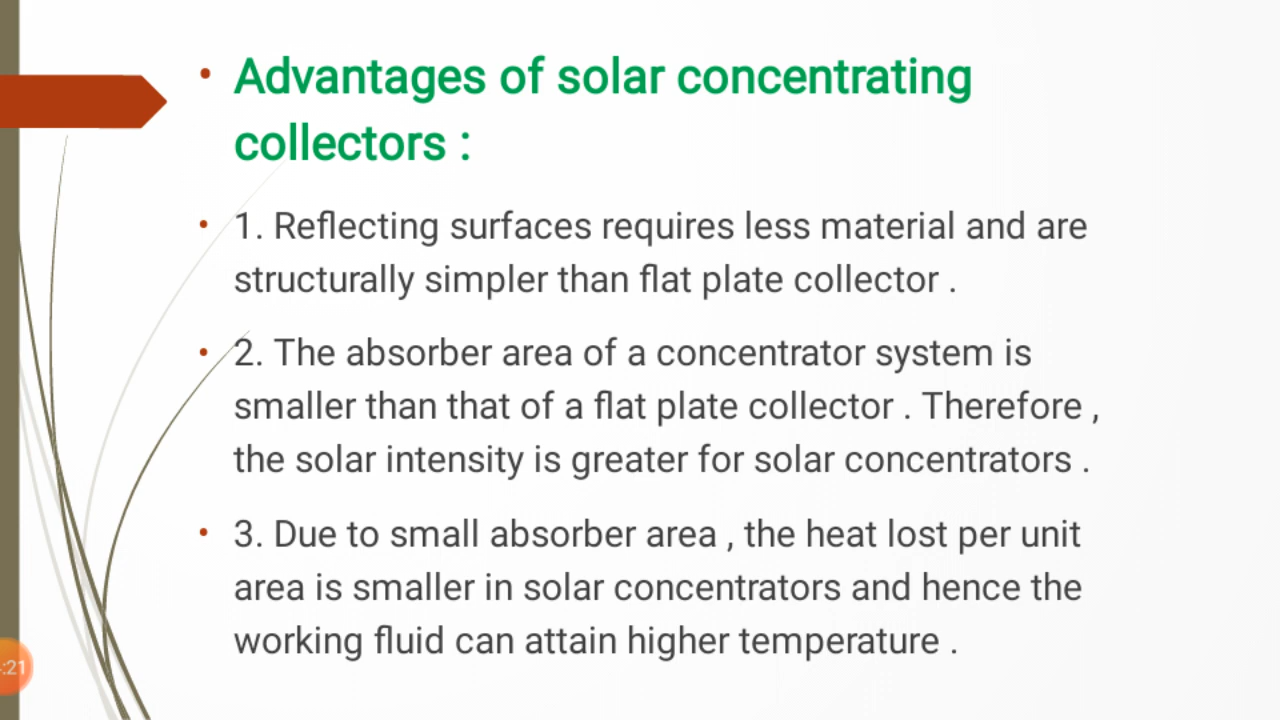 • Advantages of solar concentrating
collectors :
• 1. Reflecting surfaces requires less material and are
structurally simpler than flat plate collector .
• 2. The absorber area of a concentrator system is
smaller than that of a flat plate collector . Therefore ,
the solar intensity is greater for solar concentrators .
• 3. Due to small absorber area , the heat lost per unit
area is smaller in solar concentrators and hence the
working fluid can attain higher temperature .
:21